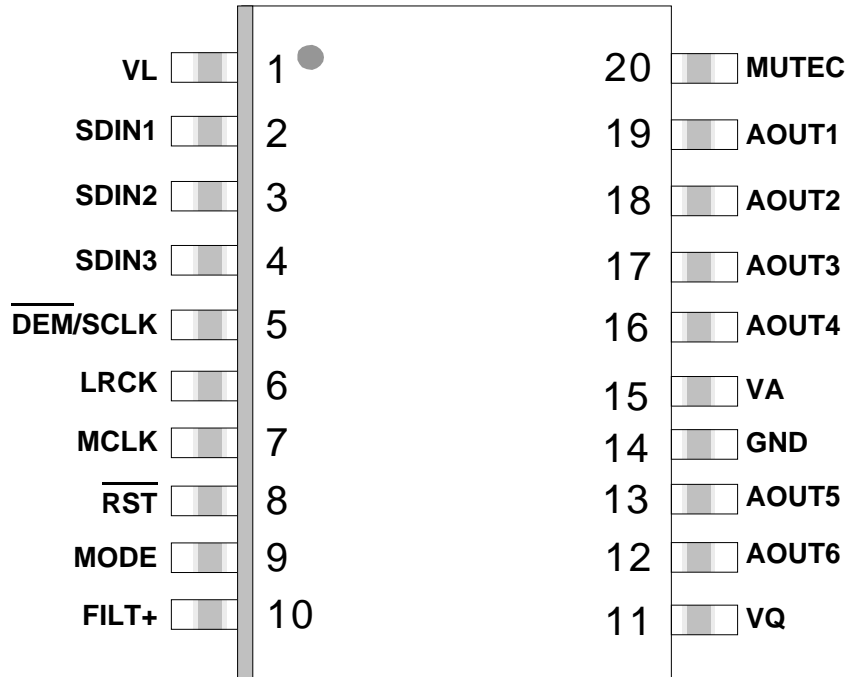 VL 1 20 MUTEC
SDIN1 2 19 AOUT1
SDIN2 3 18 AOUT2
SDIN3 4 17 AOUT3
D̅E̅M̅/SCLK 5 16 AOUT4
LRCK 6 15 VA
MCLK 7 14 GND
R̅S̅T̅ 8 13 AOUT5
MODE 9 12 AOUT6
FILT+ 10 11 VQ